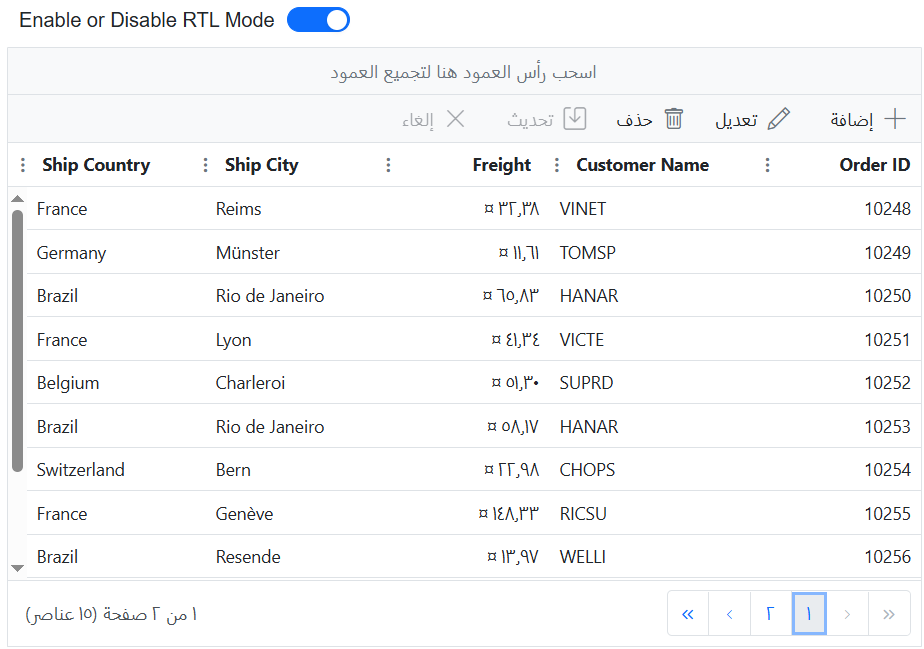 Enable or Disable RTL Mode
اسحب رأس العمود هنا لتجميع العمود
إضافة تعديل حذف تحديث إلغاء
Ship Country Ship City Freight Customer Name Order ID
France Reims ٣٢٫٣٨ ¤ VINET 10248
Germany Münster ١١٫٦١ ¤ TOMSP 10249
Brazil Rio de Janeiro ٦٥٫٨٣ ¤ HANAR 10250
France Lyon ٤١٫٣٤ ¤ VICTE 10251
Belgium Charleroi ٥١٫٣٠ ¤ SUPRD 10252
Brazil Rio de Janeiro ٥٨٫١٧ ¤ HANAR 10253
Switzerland Bern ٢٢٫٩٨ ¤ CHOPS 10254
France Genève ١٤٨٫٣٣ ¤ RICSU 10255
Brazil Resende ١٣٫٩٧ ¤ WELLI 10256
١ ٢
١ من ٢ صفحة (١٥ عناصر)